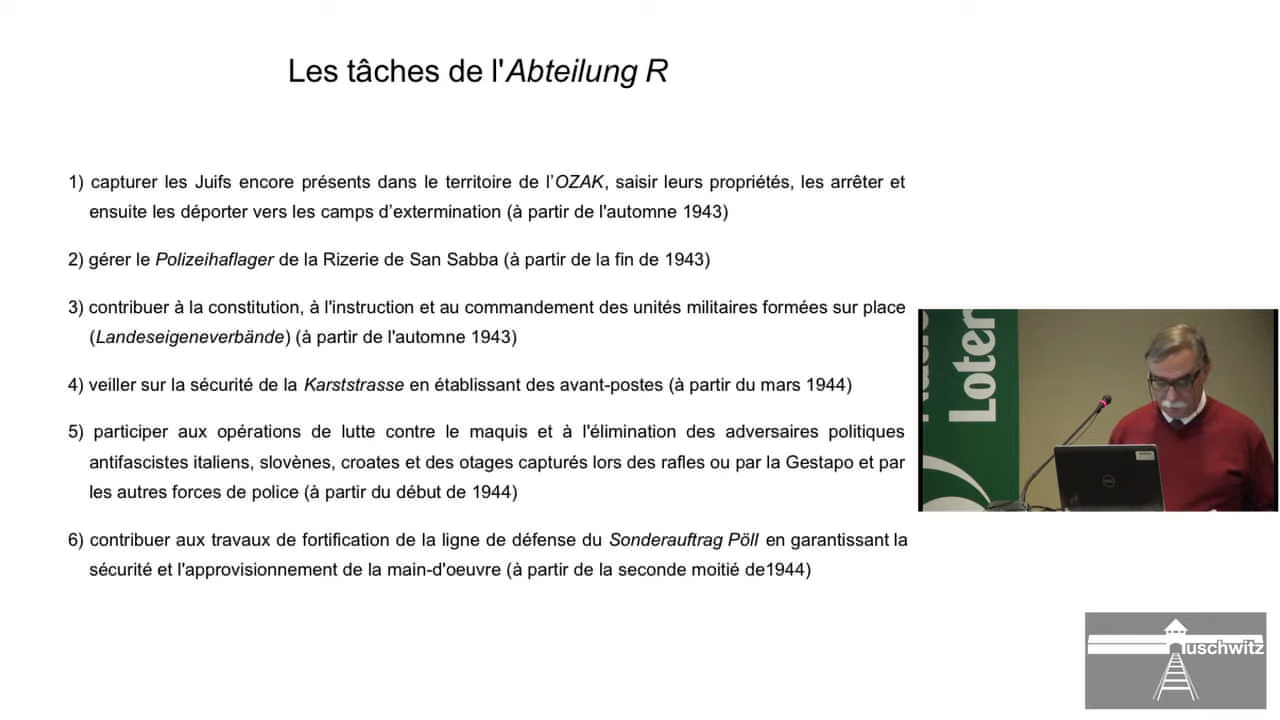 Les tâches de l'Abteilung R
1) capturer les Juifs encore présents dans le territoire de l'OZAK, saisir leurs propriétés, les arrêter et
ensuite les déporter vers les camps d'extermination (à partir de l'automne 1943)
2) gérer le Polizeihaflager de la Rizerie de San Sabba (à partir de la fin de 1943)
3) contribuer à la constitution, à l'instruction et au commandement des unités militaires formées sur place
(Landeseigeneverbände) (à partir de l'automne 1943)
4) veiller sur la sécurité de la Karststrasse en établissant des avant-postes (à partir du mars 1944)
5) participer aux opérations de lutte contre le maquis et à l'élimination des adversaires politiques
antifascistes italiens, slovènes, croates et des otages capturés lors des rafles ou par la Gestapo et par
les autres forces de police (à partir du début de 1944)
6) contribuer aux travaux de fortification de la ligne de défense du Sonderauftrag Pöll en garantissant la
sécurité et l'approvisionnement de la main-d'oeuvre (à partir de la seconde moitié de1944)
Loter
DELL
uschwitz